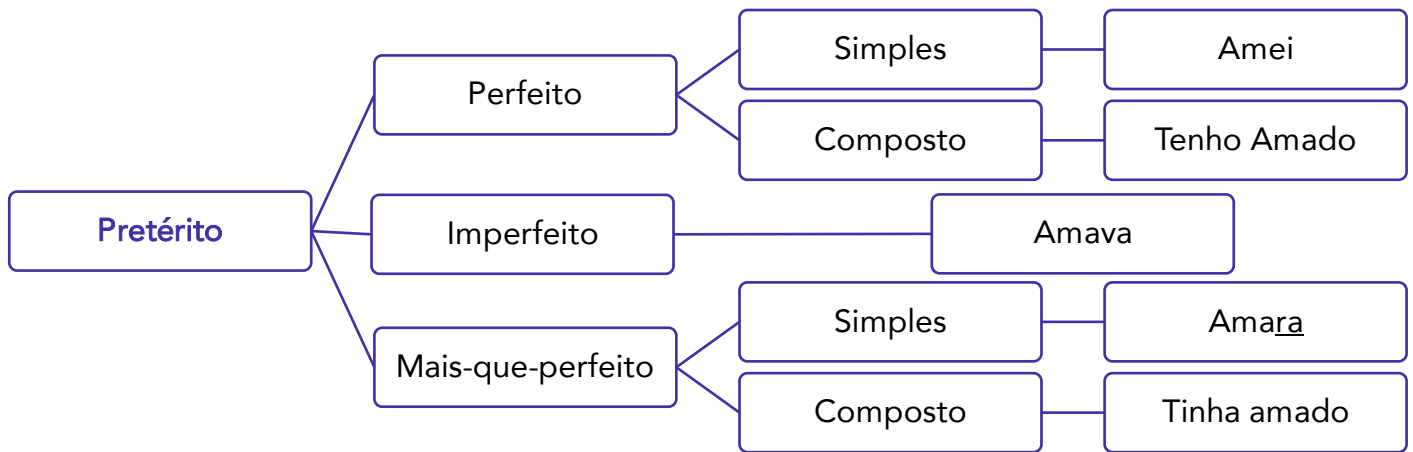 Pretérito
Perfeito
Simples
Amei
Composto
Tenho Amado
Imperfeito
Amava
Mais-que-perfeito
Simples
Amara
Composto
Tinha amado